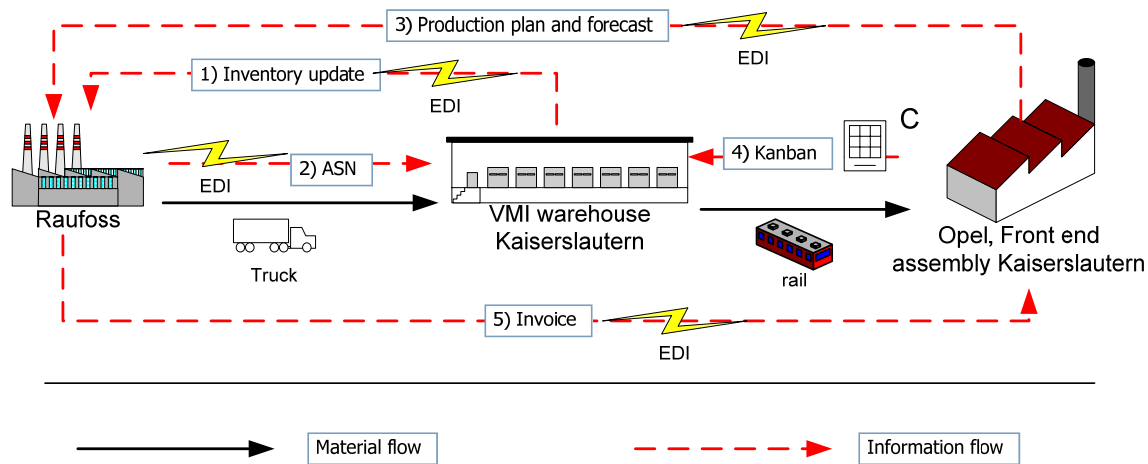 3) Production plan and forecast
EDI
1) Inventory update
EDI
C
4) Kanban
2) ASN
EDI
Raufoss
VMI warehouse
Kaiserslautern
Opel, Front end
assembly Kaiserslautern
Truck
rail
5) Invoice
EDI
Material flow
Information flow